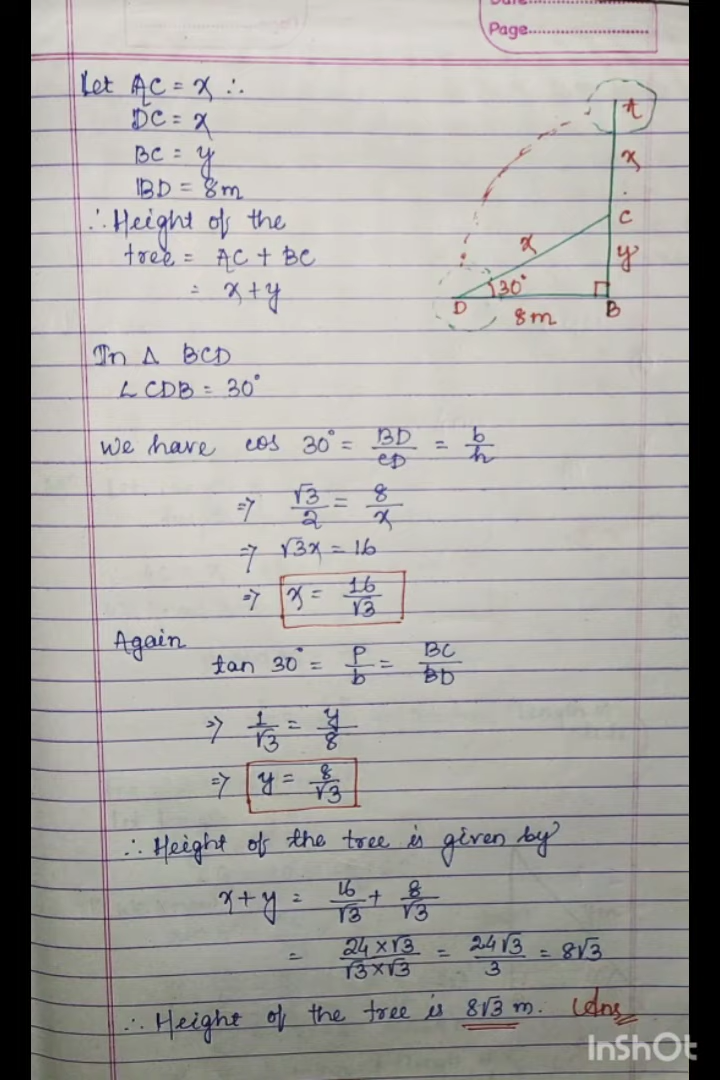 Date............
Page..................
Let AC = x ∴
DC = x
BC = y
BD = 8m
∴ Height of the
tree = AC + BC
= x+y
A
x
C
x
y
30°
D
B
8m
In Δ BCD
∠CDB = 30°
We have cos 30° = BD/CD = b/h
⇒ √3/2 = 8/x
⇒ √3x = 16
⇒ x = 16/√3
Again
tan 30° = P/b = BC/BD
⇒ 1/√3 = y/8
⇒ y = 8/√3
∴ Height of the tree is given by
x+y = 16/√3 + 8/√3
= 24×√3/√3×√3 = 24√3/3 = 8√3
∴ Height of the tree is 8√3 m. Ans
InShOt